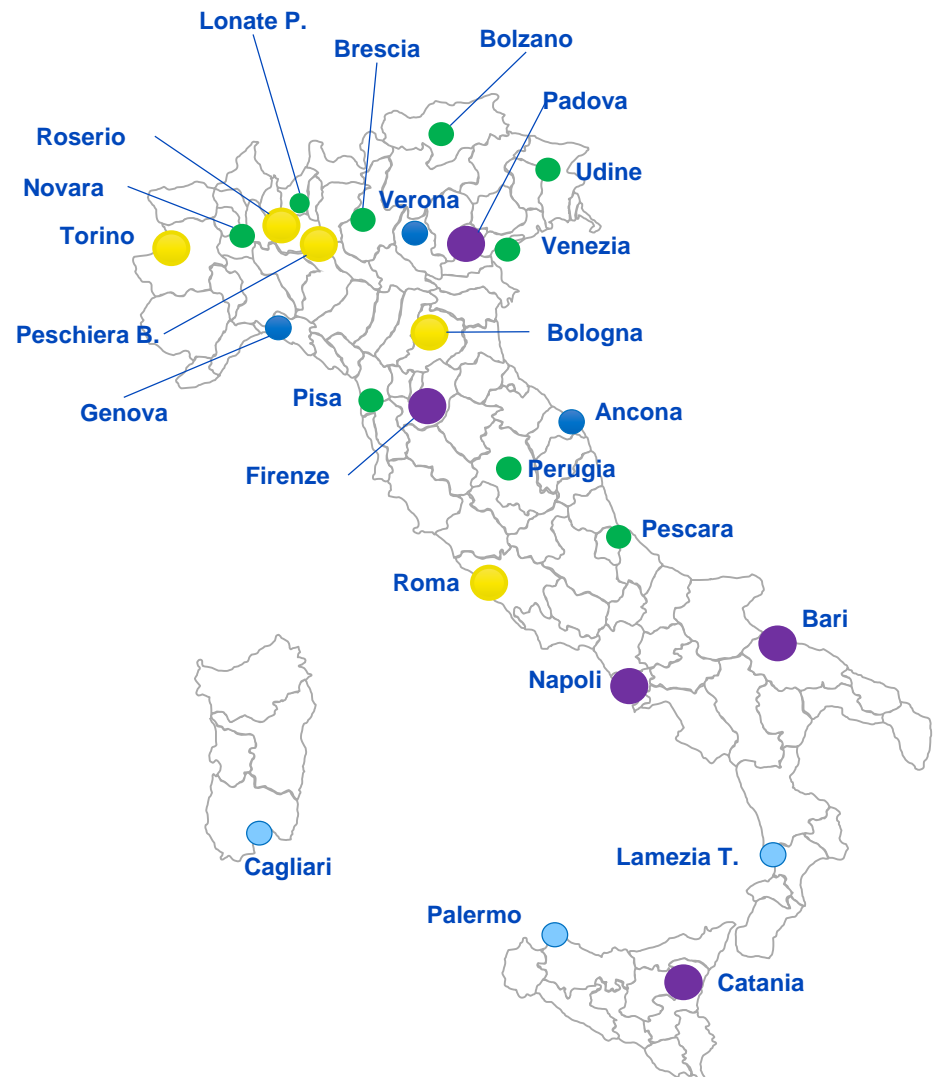 Lonate P.
Brescia
Bolzano
Padova
Roserio
Udine
Novara
Verona
Torino
Venezia
Peschiera B.
Bologna
Genova
Pisa
Ancona
Firenze
Perugia
Pescara
Roma
Bari
Napoli
Cagliari
Lamezia T.
Palermo
Catania